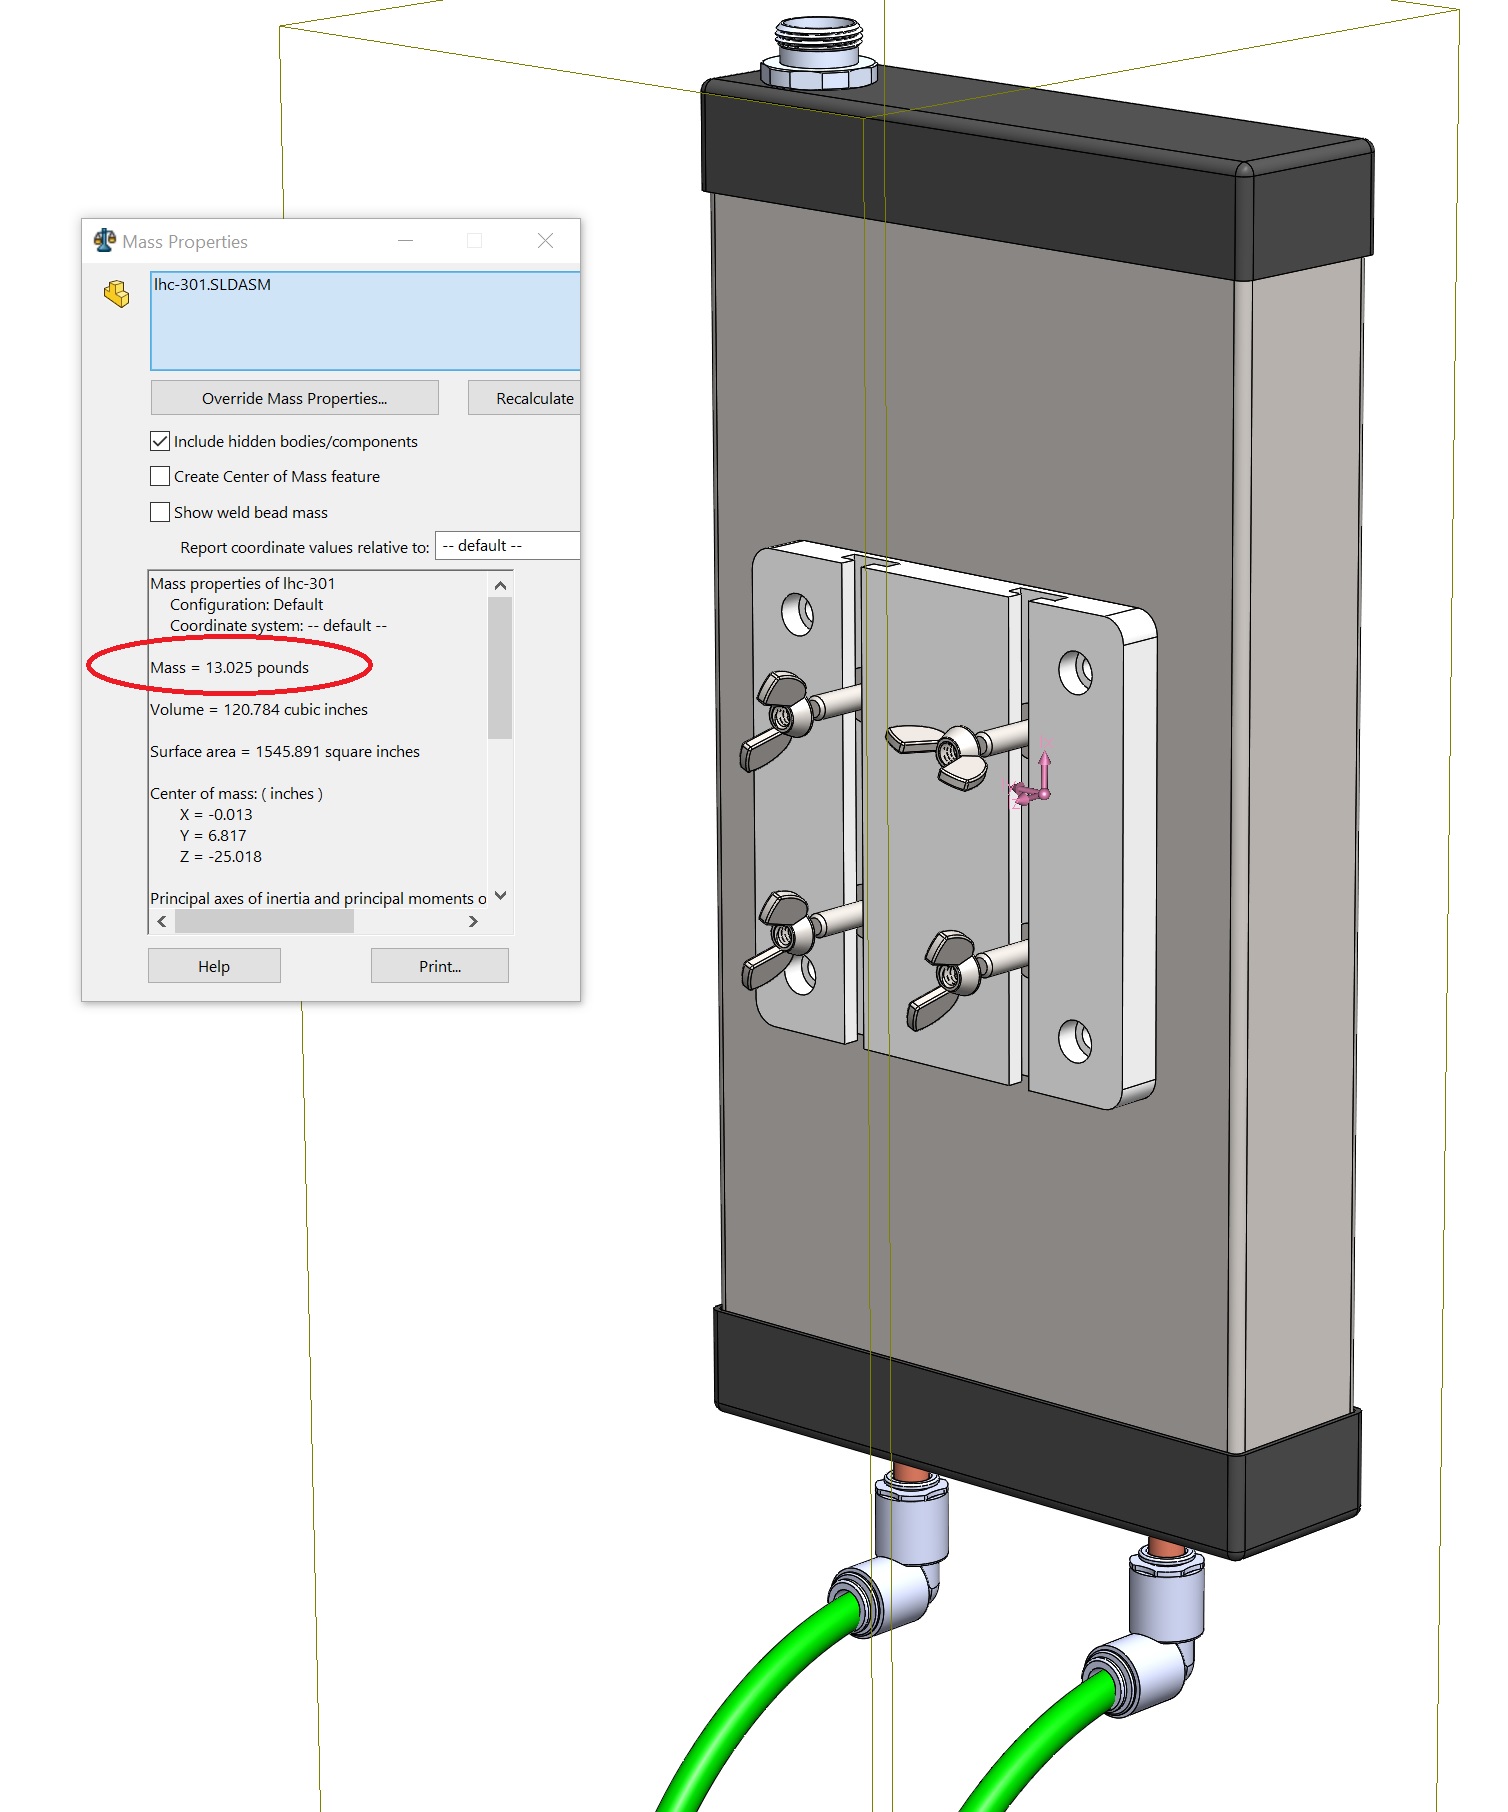 Mass Properties
lhc-301.SLDASM
Override Mass Properties...
Recalculate
Include hidden bodies/components
Create Center of Mass feature
Show weld bead mass
Report coordinate values relative to: -- default --
Mass properties of lhc-301
Configuration: Default
Coordinate system: -- default --
Mass = 13.025 pounds
Volume = 120.784 cubic inches
Surface area = 1545.891 square inches
Center of mass: ( inches )
X = -0.013
Y = 6.817
Z = -25.018
Principal axes of inertia and principal moments o
Help
Print...